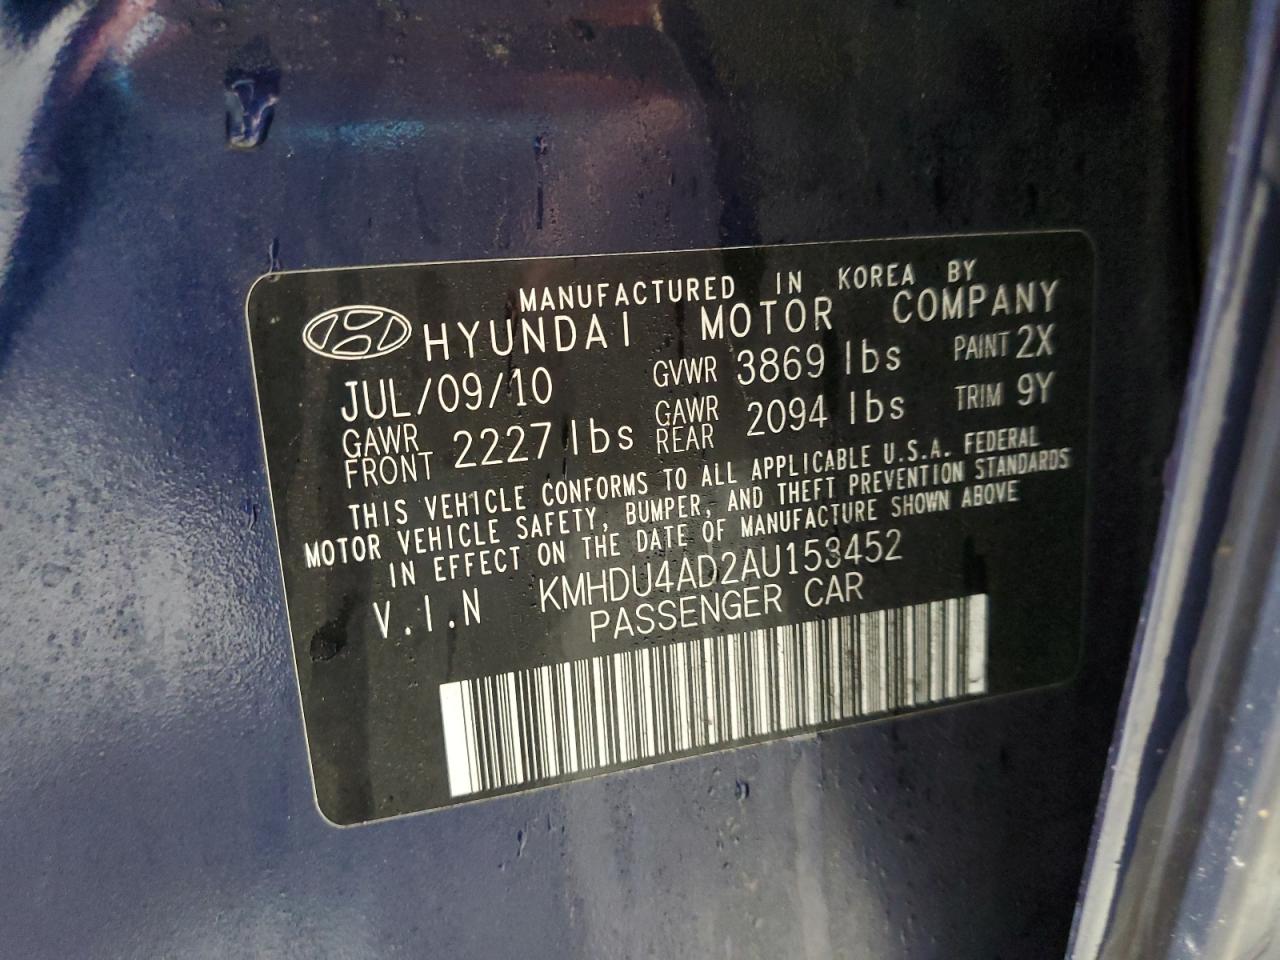 MANUFACTURED IN KOREA BY
HYUNDAI MOTOR COMPANY
JUL/09/10 GVWR 3869 lbs PAINT 2X
GAWR FRONT 2227 lbs GAWR REAR 2094 lbs TRIM 9Y
THIS VEHICLE CONFORMS TO ALL APPLICABLE U.S.A. FEDERAL
MOTOR VEHICLE SAFETY, BUMPER, AND THEFT PREVENTION STANDARDS
IN EFFECT ON THE DATE OF MANUFACTURE SHOWN ABOVE
V.I.N KMHDU4AD2AU153452
PASSENGER CAR